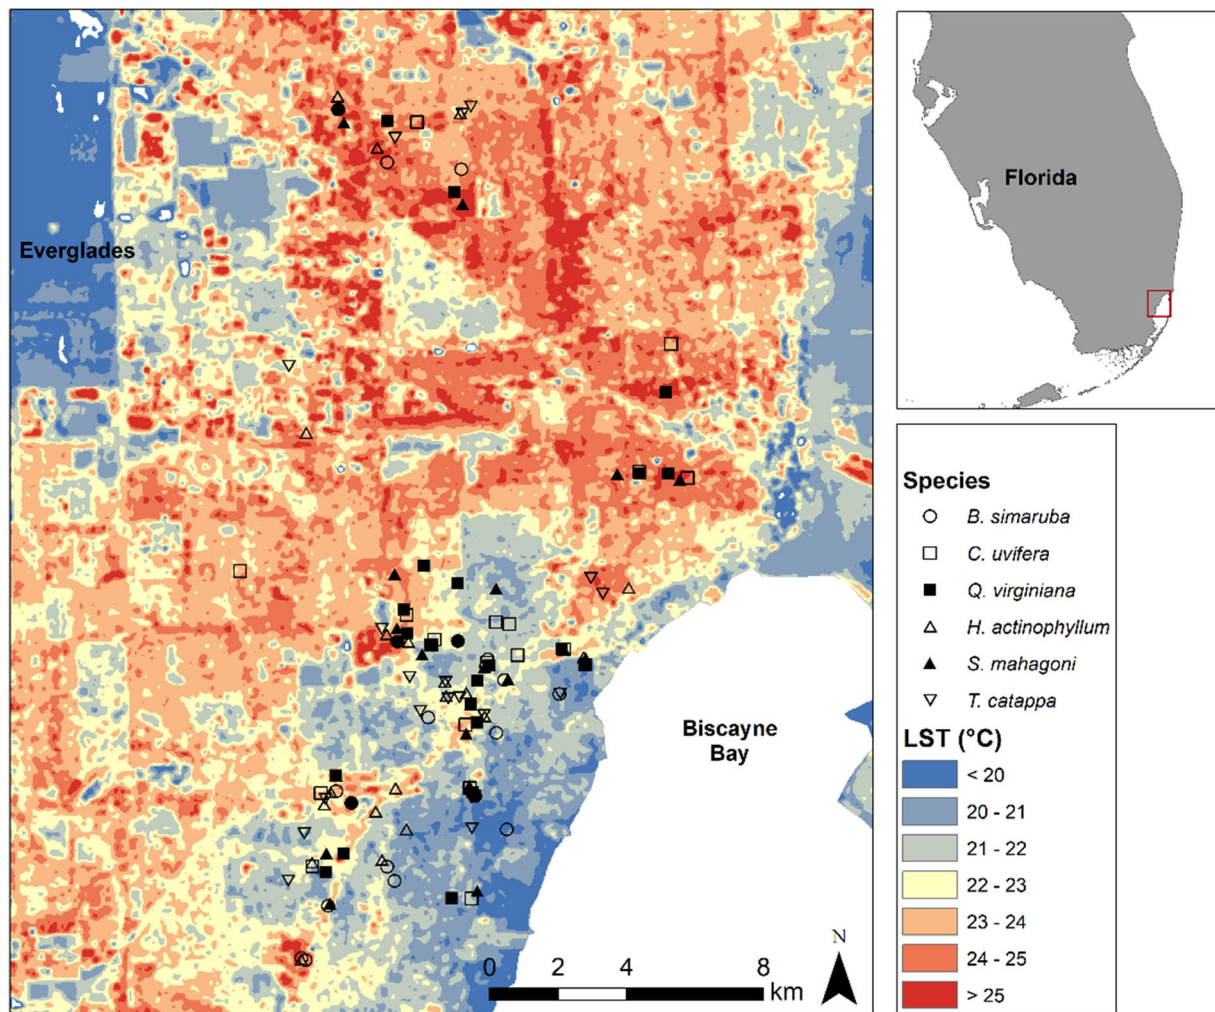 Everglades
Biscayne
Bay
N
0 2 4 8
km
Florida
Species
B. simaruba
C. uvifera
Q. virginiana
H. actinophyllum
S. mahagoni
T. catappa
LST (°C)
< 20
20 - 21
21 - 22
22 - 23
23 - 24
24 - 25
> 25